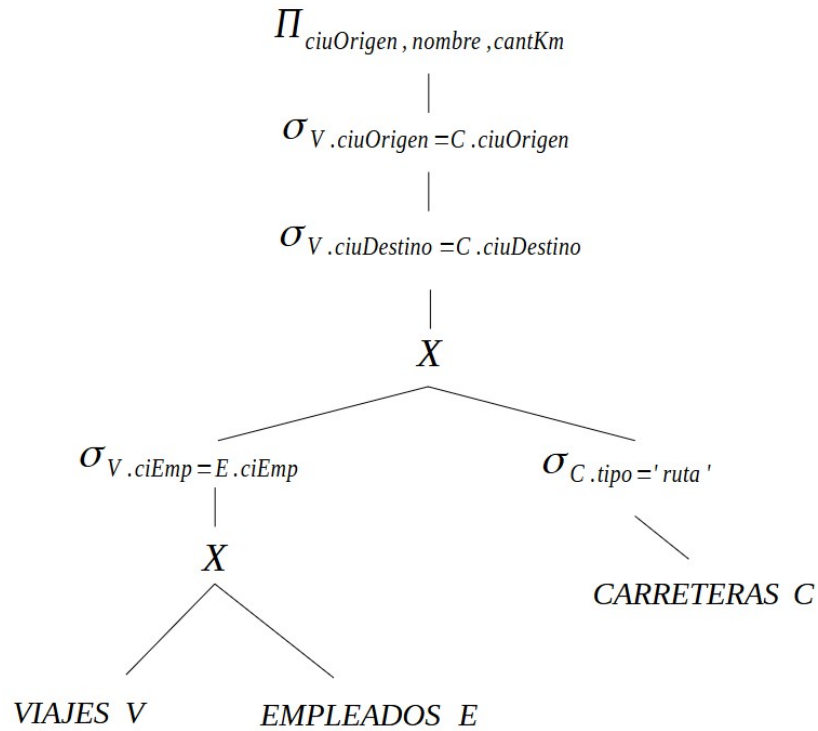 Π ciuOrigen , nombre ,cantKm
σ V .ciuOrigen =C .ciuOrigen
σ V .ciuDestino =C .ciuDestino
X
σ V .ciEmp = E .ciEmp
σ C .tipo =' ruta '
X
CARRETERAS C
VIAJES V
EMPLEADOS E